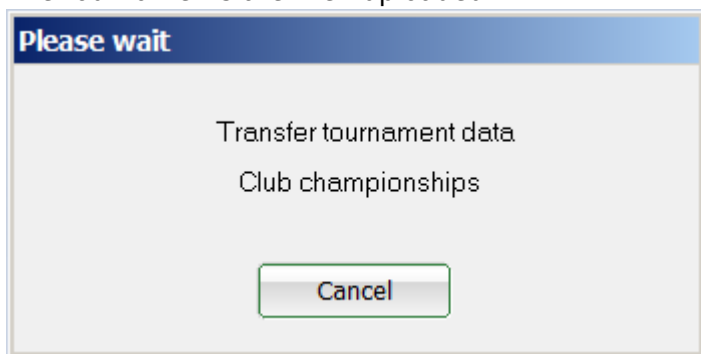 Please wait
Transfer tournament data
Club championships
Cancel